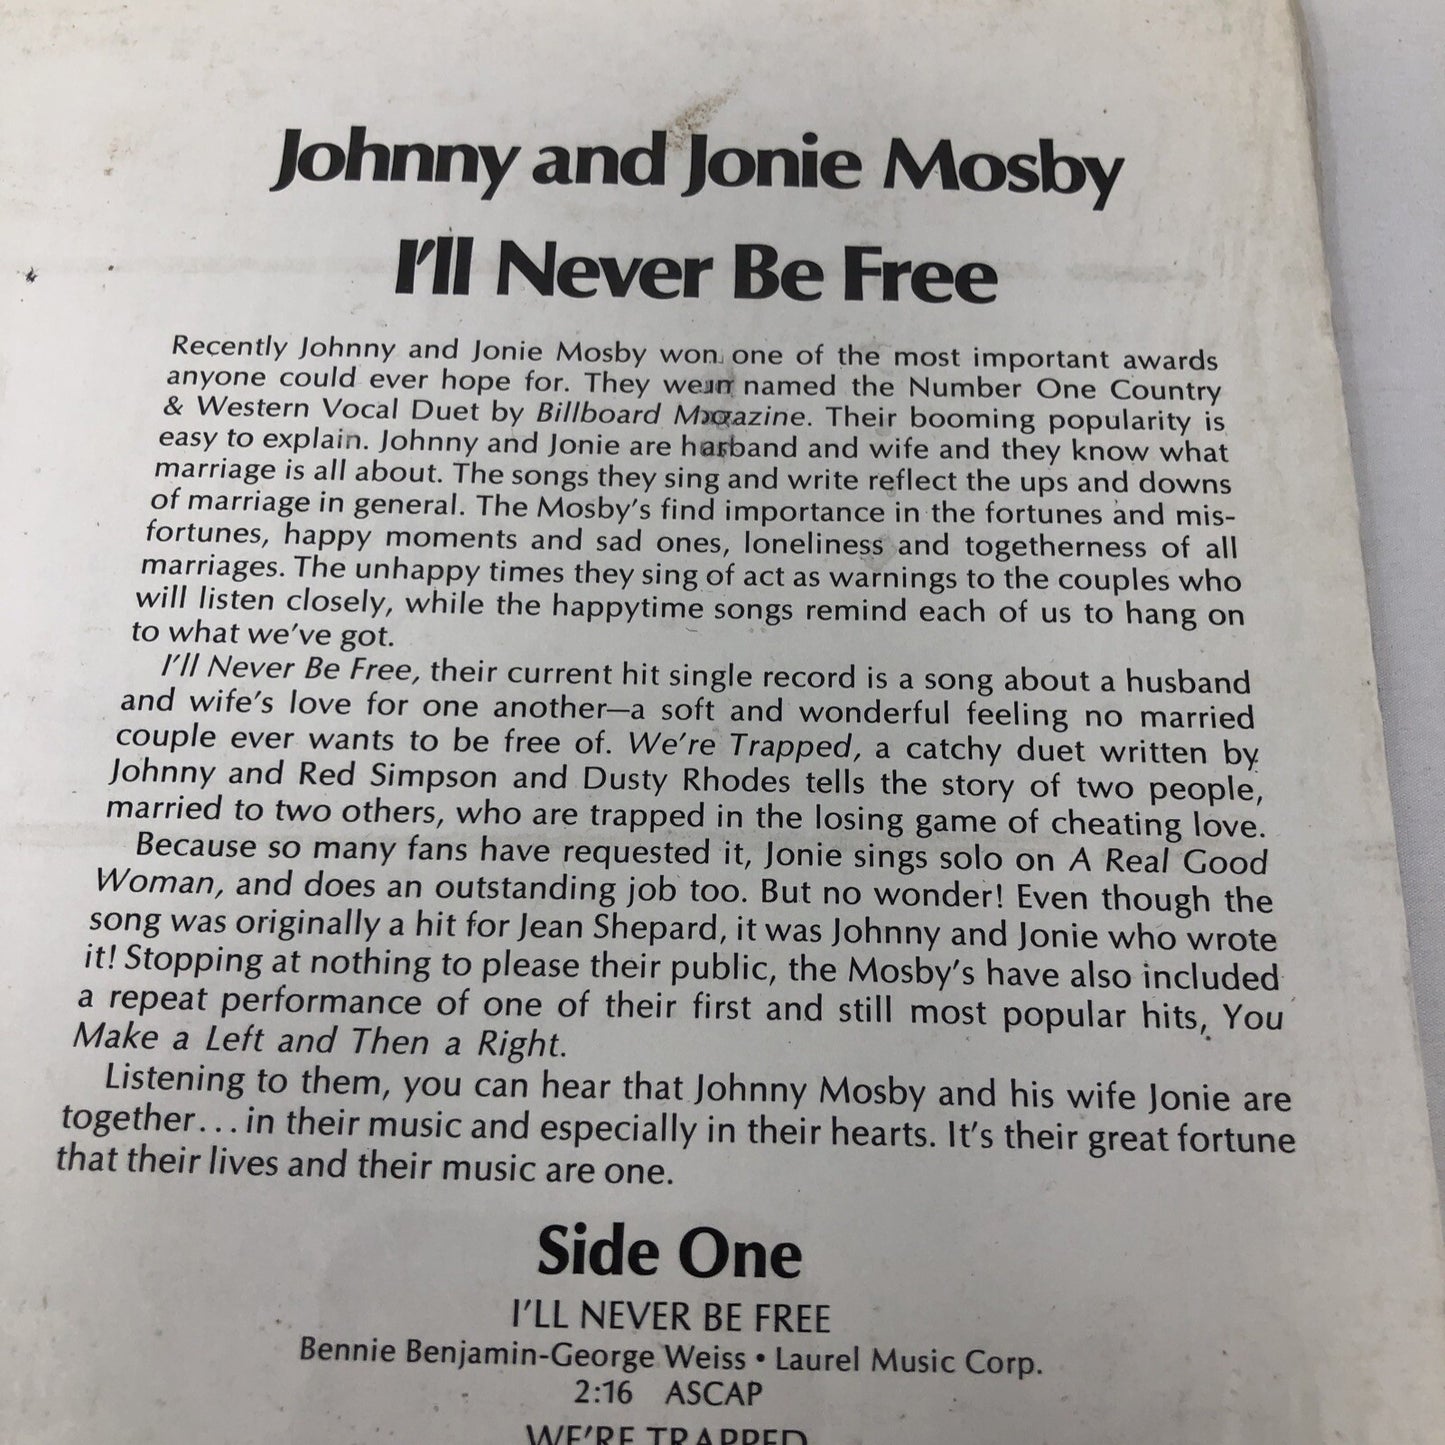 Johnny and Jonie Mosby
I'll Never Be Free
Recently Johnny and Jonie Mosby won one of the most important awards
anyone could ever hope for. They named the Number One Country
& Western Vocal Duet by Billboard Magazine. Their booming popularity is
easy to explain. Johnny and Jonie are husband and wife and they know what
marriage is all about. The songs they sing and write reflect the ups and downs
of marriage in general. The Mosby's find importance in the fortunes and mis-
fortunes, happy moments and sad ones, loneliness and togetherness of all
marriages. The unhappy times they sing of act as warnings to the couples who
will listen closely, while the happytime songs remind each of us to hang on
to what we've got.
I'll Never Be Free, their current hit single record is a song about a husband
and wife's love for one another—a soft and wonderful feeling no married
couple ever wants to be free of. We're Trapped, a catchy duet written by
Johnny and Red Simpson and Dusty Rhodes tells the story of two people,
married to two others, who are trapped in the losing game of cheating love.
Because so many fans have requested it, Jonie sings solo on A Real Good
Woman, and does an outstanding job too. But no wonder! Even though the
song was originally a hit for Jean Shepard, it was Johnny and Jonie who wrote
it! Stopping at nothing to please their public, the Mosby's have also included
a repeat performance of one of their first and still most popular hits, You
Make a Left and Then a Right.
Listening to them, you can hear that Johnny Mosby and his wife Jonie are
together...in their music and especially in their hearts. It's their great fortune
that their lives and their music are one.
Side One
I'LL NEVER BE FREE
Bennie Benjamin-George Weiss • Laurel Music Corp.
2:16 ASCAP
WE'RE TRAPPED